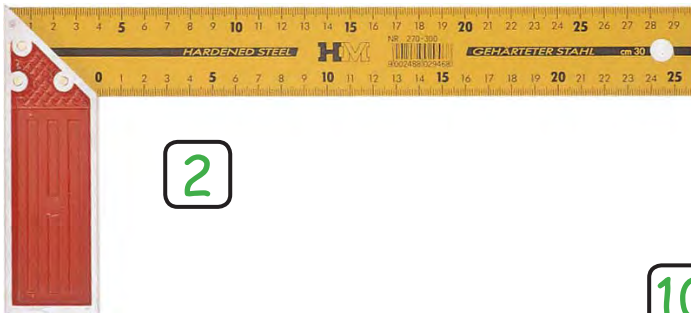 1 2 3 4 5 6 7 8 9 10 11 12 13 14 15 16 17 18 19 20 21 22 23 24 25 26 27 28 29
NR. 270-300
HARDENED STEEL HM GEHÄRTETER STAHL cm 30
0 1 2 3 4 5 6 7 8 9 10 11 12 13 14 15 16 17 18 19 20 21 22 23 24 25
2
10